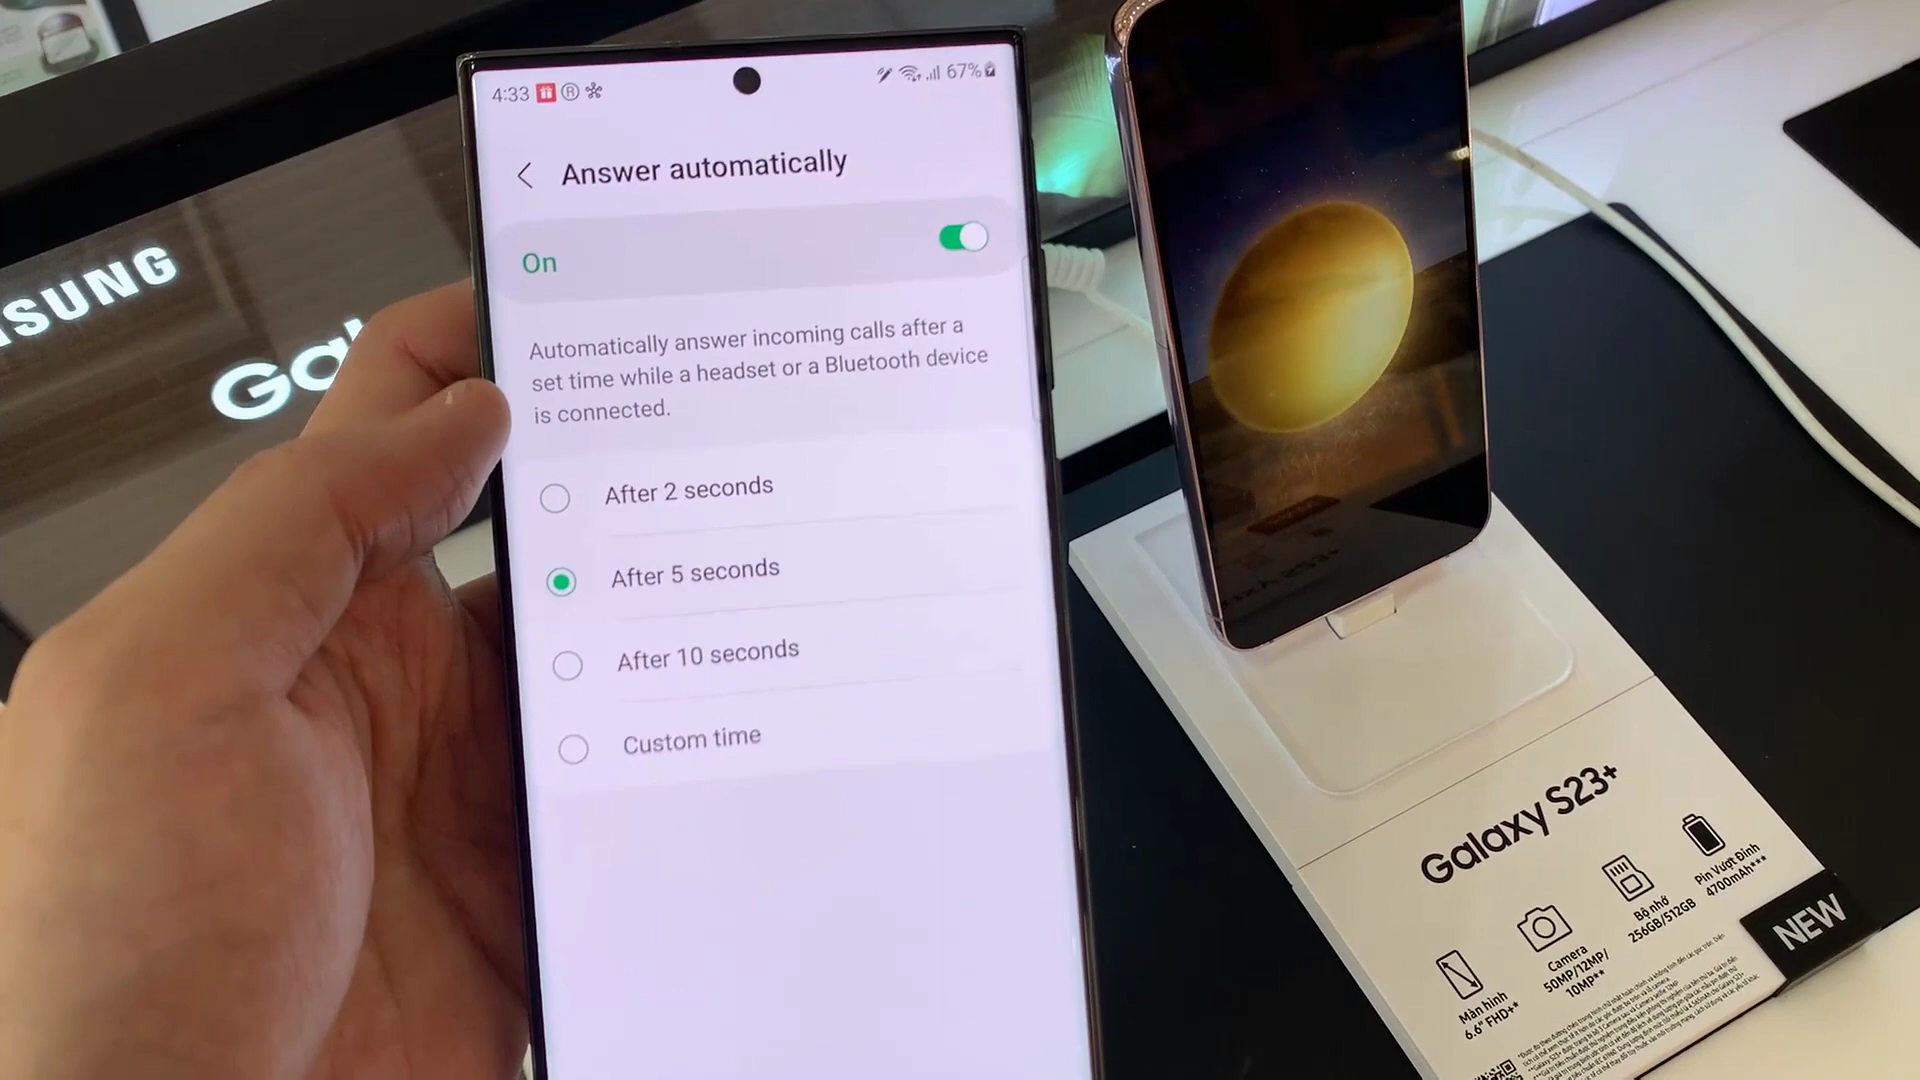 4:33
67%
Answer automatically
On
Automatically answer incoming calls after a
set time while a headset or a Bluetooth device
is connected.
After 2 seconds
After 5 seconds
After 10 seconds
Custom time
SUNG
Gal
Galaxy S23+
Màn hình
6.6" FHD+*
Camera
50MP/12MP/
10MP**
Bộ nhớ
256GB/512GB
Pin Vượt Đỉnh
4700mAh***
NEW